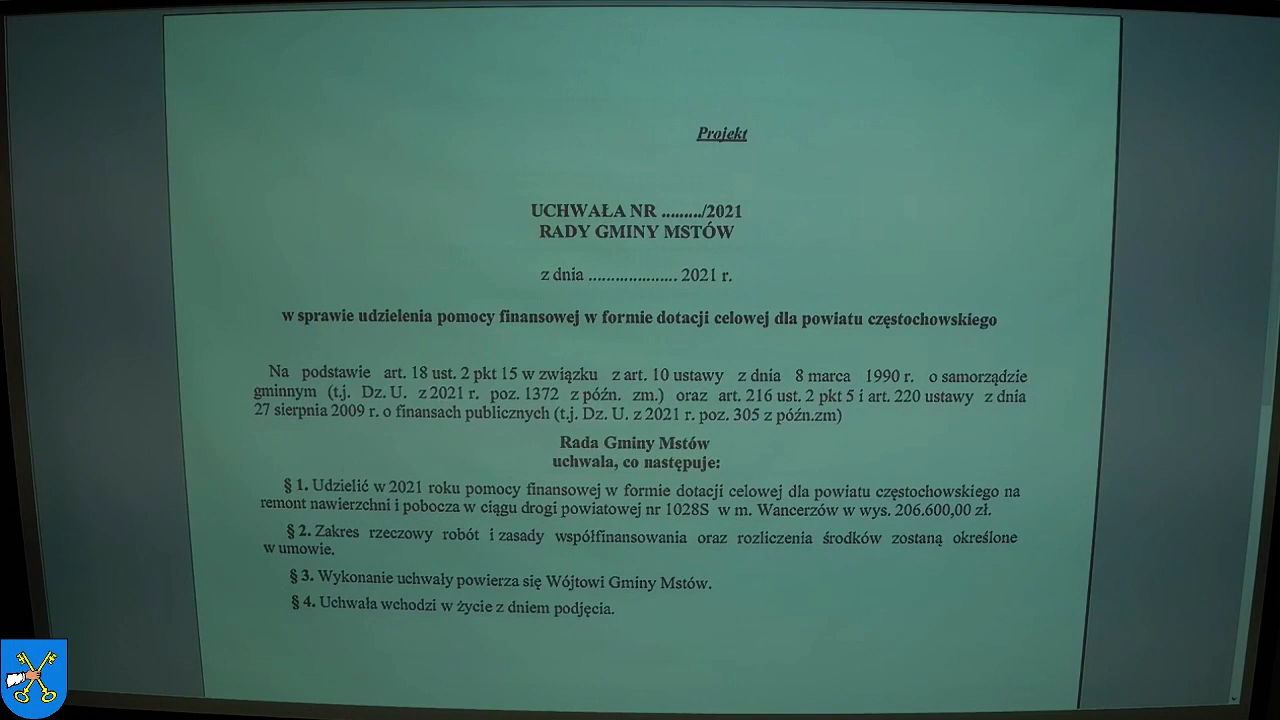 Projekt
UCHWAŁA NR ........./2021
RADY GMINY MSTÓW
z dnia .................... 2021 r.
w sprawie udzielenia pomocy finansowej w formie dotacji celowej dla powiatu częstochowskiego
Na podstawie art. 18 ust. 2 pkt 15 w związku z art. 10 ustawy z dnia 8 marca 1990 r. o samorządzie
gminnym (t.j. Dz. U. z 2021 r. poz. 1372 z późn. zm.) oraz art. 216 ust. 2 pkt 5 i art. 220 ustawy z dnia
27 sierpnia 2009 r. o finansach publicznych (t.j. Dz. U. z 2021 r. poz. 305 z późn.zm)
Rada Gminy Mstów
uchwala, co następuje:
§ 1. Udzielić w 2021 roku pomocy finansowej w formie dotacji celowej dla powiatu częstochowskiego na
remont nawierzchni i pobocza w ciągu drogi powiatowej nr 1028S w m. Wancerzów w wys. 206.600,00 zł.
§ 2. Zakres rzeczowy robót i zasady współfinansowania oraz rozliczenia środków zostaną określone
w umowie.
§ 3. Wykonanie uchwały powierza się Wójtowi Gminy Mstów.
§ 4. Uchwała wchodzi w życie z dniem podjęcia.